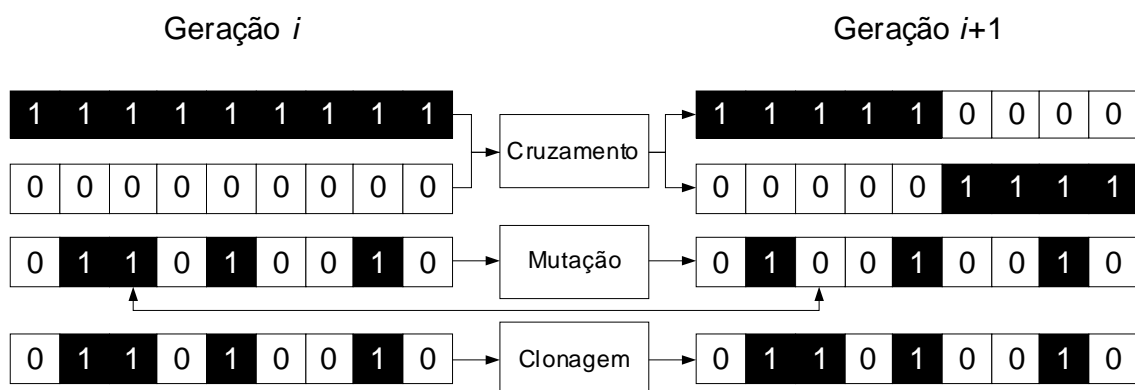 Geração i Geração i+1
1 1 1 1 1 1 1 1 1 1 1 1 1 1 0 0 0 0
Cruzamento
0 0 0 0 0 0 0 0 0 0 0 0 0 0 1 1 1 1
0 1 1 0 1 0 0 1 0 Mutação 0 1 0 0 1 0 0 1 0
0 1 1 0 1 0 0 1 0 Clonagem 0 1 1 0 1 0 0 1 0